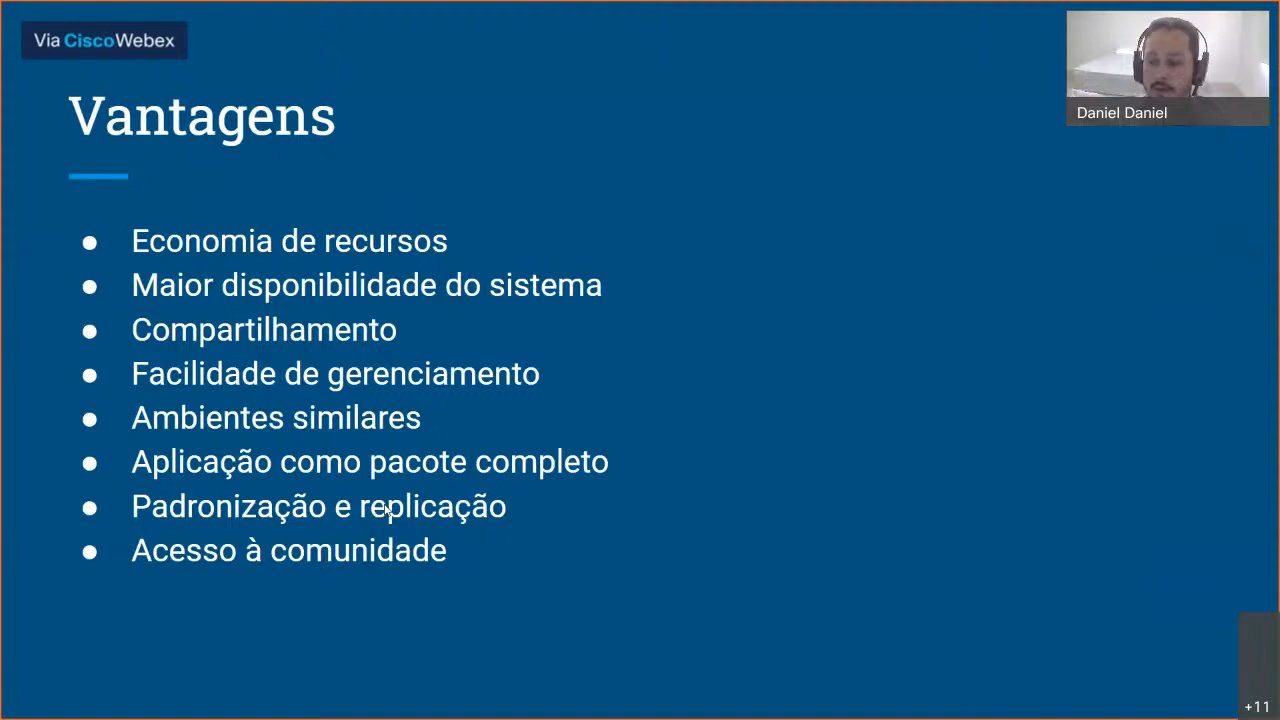 Via CiscoWebex
Daniel Daniel
Vantagens
● Economia de recursos
● Maior disponibilidade do sistema
● Compartilhamento
● Facilidade de gerenciamento
● Ambientes similares
● Aplicação como pacote completo
● Padronização e replicação
● Acesso à comunidade
+11